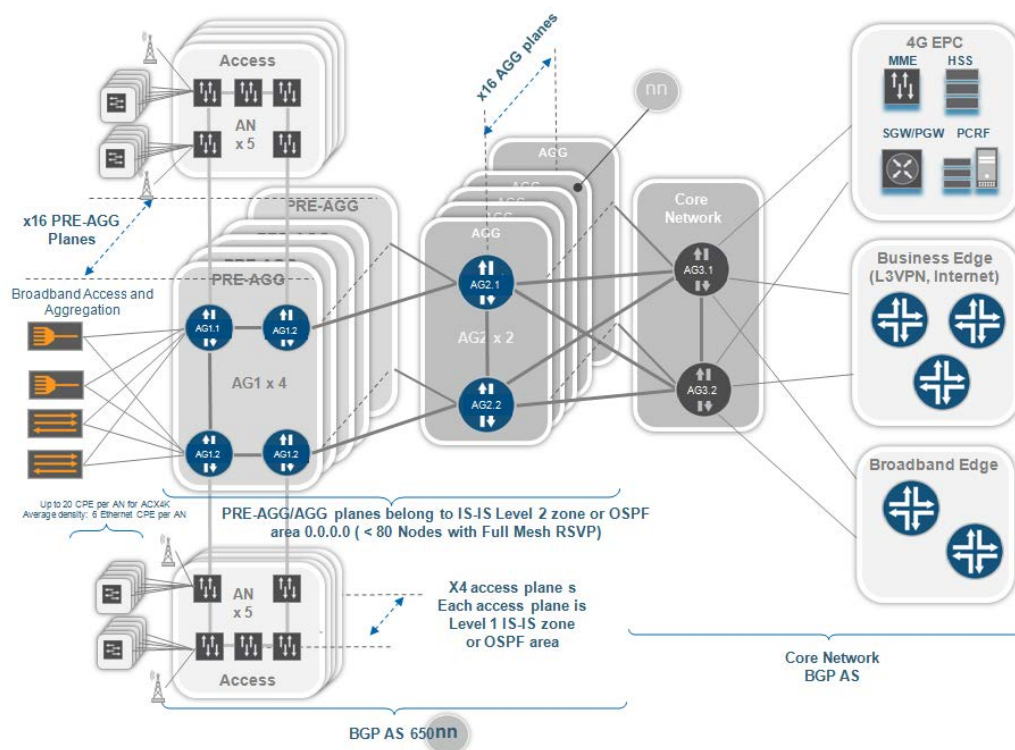 Access
AN
x 5
x16 AGG planes
nn
4G EPC
MME
HSS
SGW/PGW
PCRF
x16 PRE-AGG
Planes
PRE-AGG
PRE-AGG
PRE-AGG
AGG
AGG
AGG
AGG
Core
Network
Broadband Access and
Aggregation
AG1.1
AG1.2
AG1 x 4
AG1.2
AG1.2
AG2.1
AG2 x 2
AG2.2
AG3.1
AG3.2
Business Edge
(L3VPN, Internet)
Broadband Edge
Up to 20 CPE per AN for ACX4K
Average density: 6 Ethernet CPE per AN
PRE-AGG/AGG planes belong to IS-IS Level 2 zone or OSPF
area 0.0.0.0 ( < 80 Nodes with Full Mesh RSVP)
AN
x 5
Access
X4 access plane s
Each access plane is
Level 1 IS-IS zone
or OSPF area
Core Network
BGP AS
BGP AS 650nn